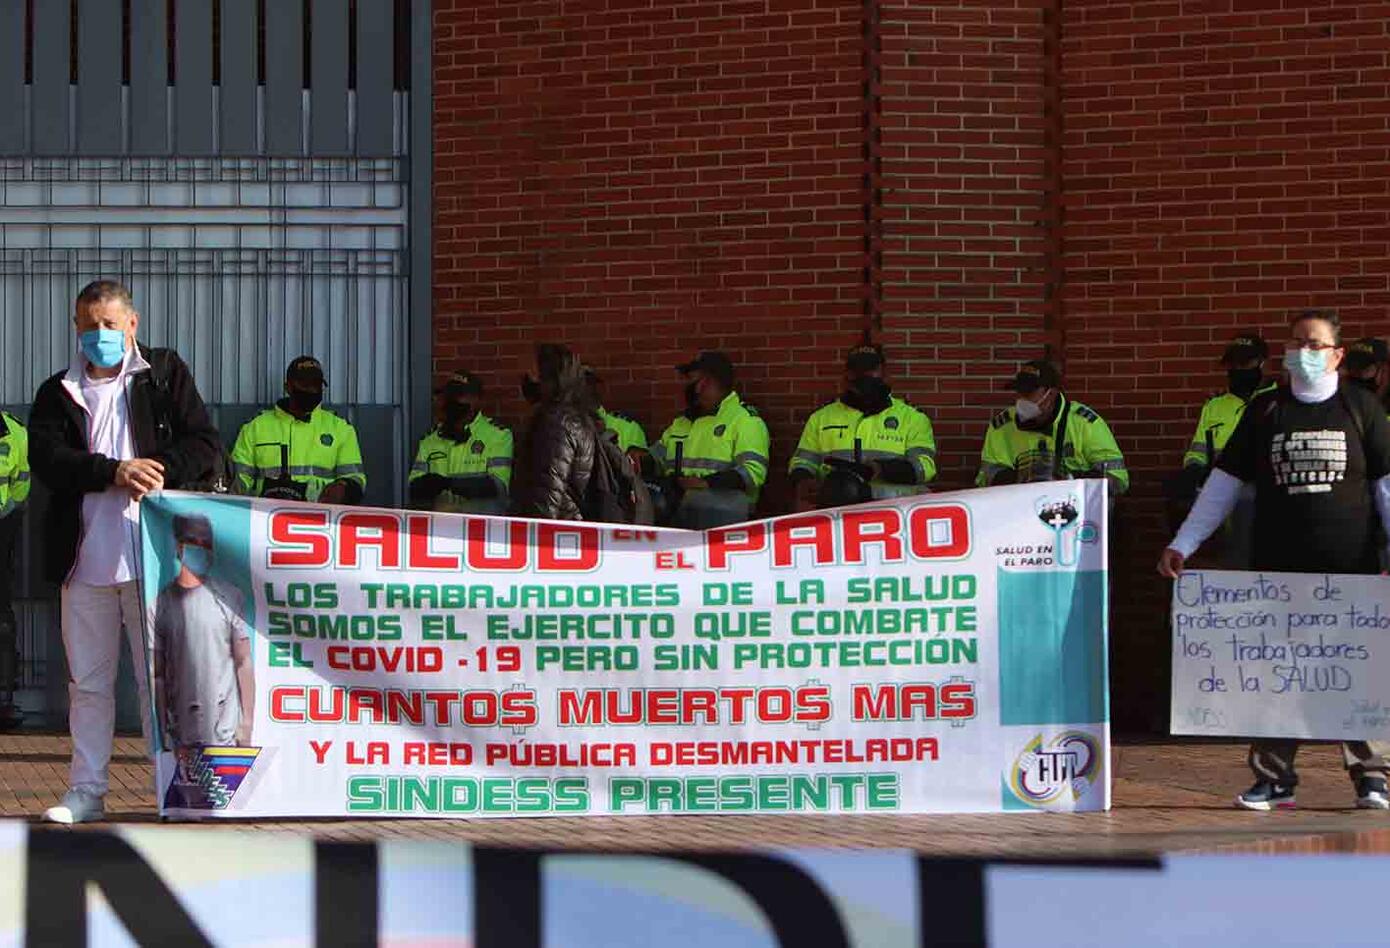 SALUD EN EL PARO
LOS TRABAJADORES DE LA SALUD
SOMOS EL EJERCITO QUE COMBATE
EL COVID -19 PERO SIN PROTECCIÓN
CUANTO$ MUERTO$ MA$
Y LA RED PÚBLICA DESMANTELADA
SINDESS PRESENTE
SALUD EN
EL PARO
Elementos de
protección para todo
los trabajadores
de la SALUD